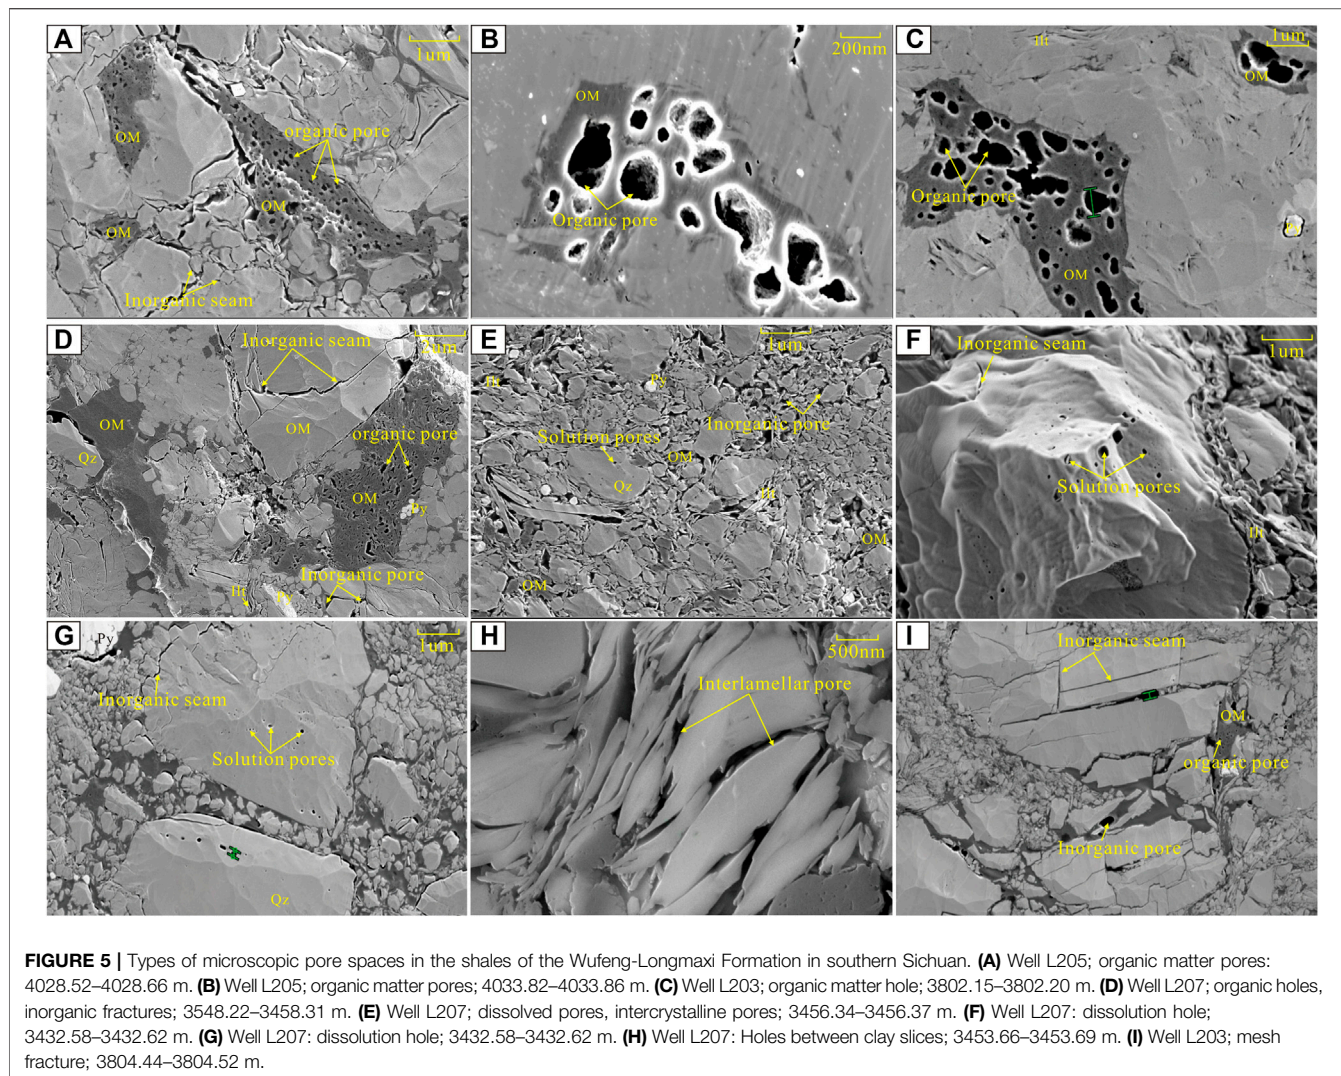 A
1um
OM
organic pore
OM
OM
Inorganic seam
B
200nm
OM
Organic pore
C
Ilt
1um
OM
Organic pore
OM
D
Inorganic seam
2um
OM
OM
organic pore
Qz
OM
Py
Inorganic pore
Ilt
Py
E
1um
Ilt
Py
Inorganic pore
Solution pores
OM
Qz
Ilt
OM
OM
F
Inorganic seam
1um
Solution pores
Ilt
G
Py
1um
Inorganic seam
Solution pores
Qz
H
500nm
Interlamellar pore
I
Inorganic seam
OM
organic pore
Inorganic pore
FIGURE 5 | Types of microscopic pore spaces in the shales of the Wufeng-Longmaxi Formation in southern Sichuan. (A) Well L205; organic matter pores:
4028.52–4028.66 m. (B) Well L205; organic matter pores; 4033.82–4033.86 m. (C) Well L203; organic matter hole; 3802.15–3802.20 m. (D) Well L207; organic holes,
inorganic fractures; 3548.22–3458.31 m. (E) Well L207; dissolved pores, intercrystalline pores; 3456.34–3456.37 m. (F) Well L207: dissolution hole;
3432.58–3432.62 m. (G) Well L207: dissolution hole; 3432.58–3432.62 m. (H) Well L207: Holes between clay slices; 3453.66–3453.69 m. (I) Well L203; mesh
fracture; 3804.44–3804.52 m.